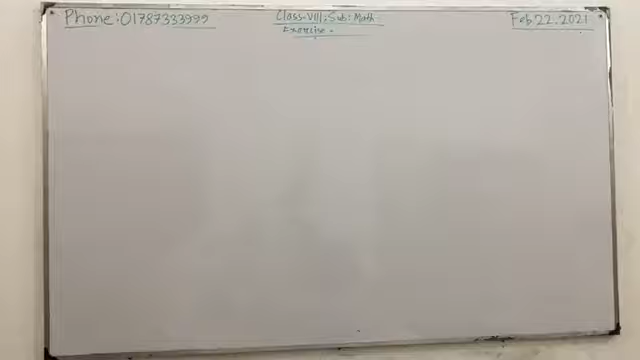 Phone:01787333999
Class-VIII, Sub: Math
Exercise -
Feb 22. 2021